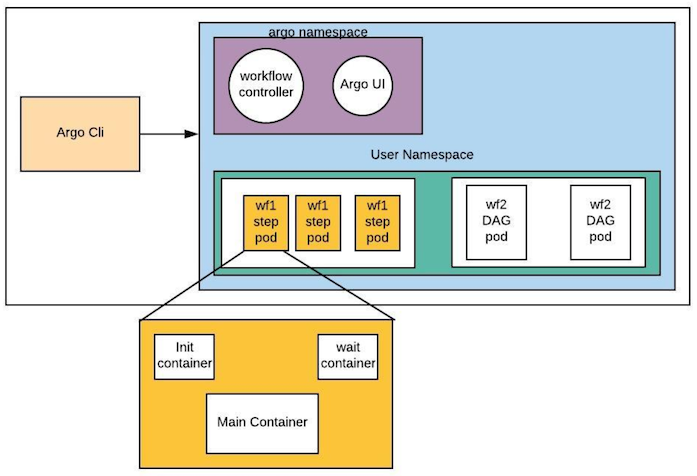 argo namespace
workflow
controller
Argo UI
Argo Cli
User Namespace
wf1
step
pod
wf1
step
pod
wf1
step
pod
wf2
DAG
pod
wf2
DAG
pod
Init
container
wait
container
Main Container